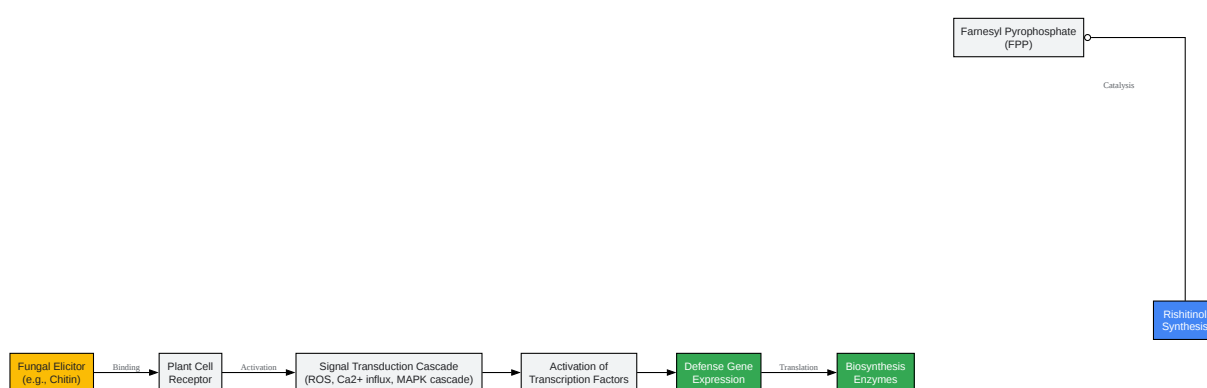 Farnesyl Pyrophosphate
(FPP)
Catalysis
Rishitinol
Synthesis
Fungal Elicitor
(e.g., Chitin)
Binding
Plant Cell
Receptor
Activation
Signal Transduction Cascade
(ROS, Ca2+ influx, MAPK cascade)
Activation of
Transcription Factors
Defense Gene
Expression
Translation
Biosynthesis
Enzymes